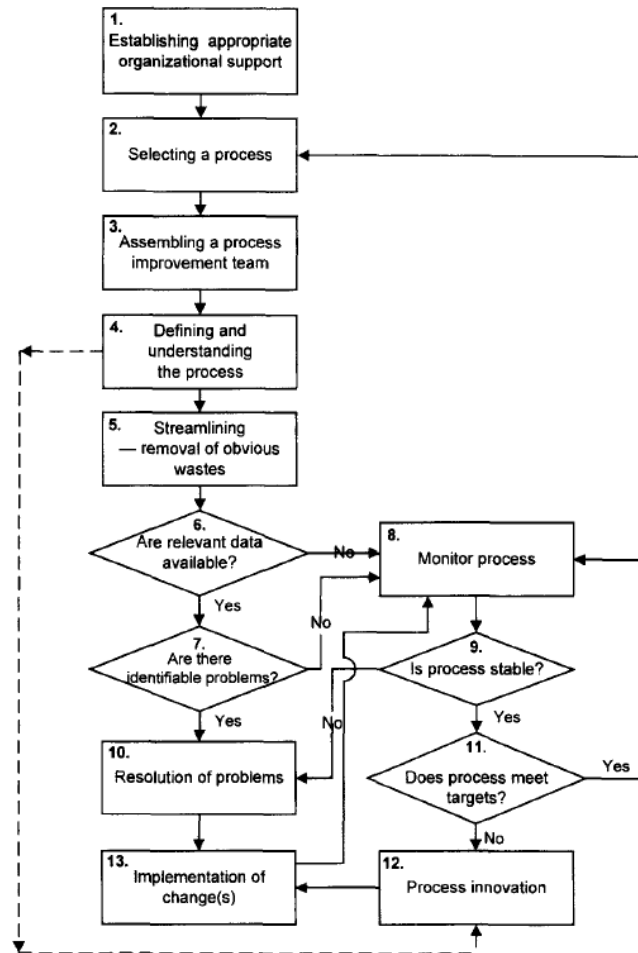 1.
Establishing appropriate
organizational support
2.
Selecting a process
3.
Assembling a process
improvement team
4.
Defining and
understanding
the process
5.
Streamlining
— removal of obvious
wastes
6.
Are relevant data
available?
No
Yes
7.
Are there
identifiable problems?
No
Yes
8.
Monitor process
9.
Is process stable?
No
Yes
10.
Resolution of problems
11.
Does process meet
targets?
Yes
No
12.
Process innovation
13.
Implementation of
change(s)